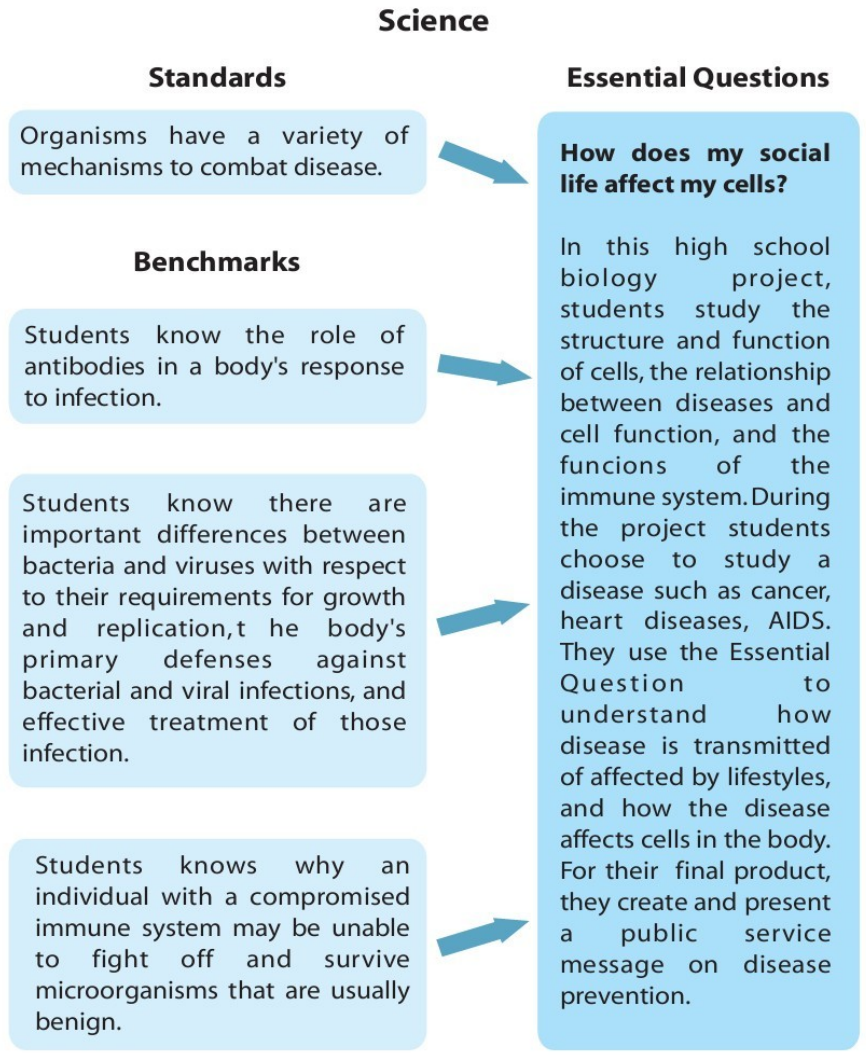 Science
Standards
Organisms have a variety of
mechanisms to combat disease.
Benchmarks
Students know the role of
antibodies in a body's response
to infection.
Students know there are
important differences between
bacteria and viruses with respect
to their requirements for growth
and replication,t he body's
primary defenses against
bacterial and viral infections, and
effective treatment of those
infection.
Students knows why an
individual with a compromised
immune system may be unable
to fight off and survive
microorganisms that are usually
benign.
Essential Questions
How does my social
life affect my cells?
In this high school
biology project,
students study the
structure and function
of cells, the relationship
between diseases and
cell function, and the
funcions of the
immune system. During
the project students
choose to study a
disease such as cancer,
heart diseases, AIDS.
They use the Essential
Question to
understand how
disease is transmitted
of affected by lifestyles,
and how the disease
affects cells in the body.
For their final product,
they create and present
a public service
message on disease
prevention.